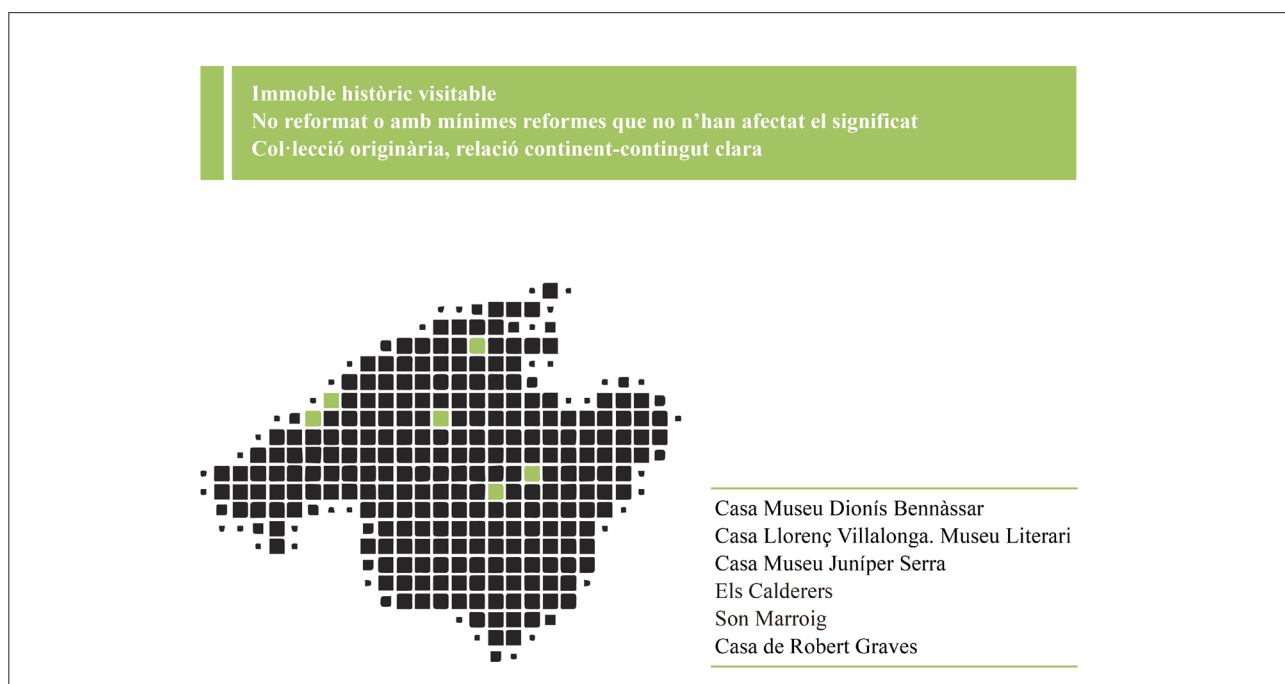 Immoble històric visitable
No reformat o amb mínimes reformes que no n’han afectat el significat
Col·lecció originària, relació continent-contingut clara
Casa Museu Dionís Bennàssar
Casa Llorenç Villalonga. Museu Literari
Casa Museu Juníper Serra
Els Calderers
Son Marroig
Casa de Robert Graves